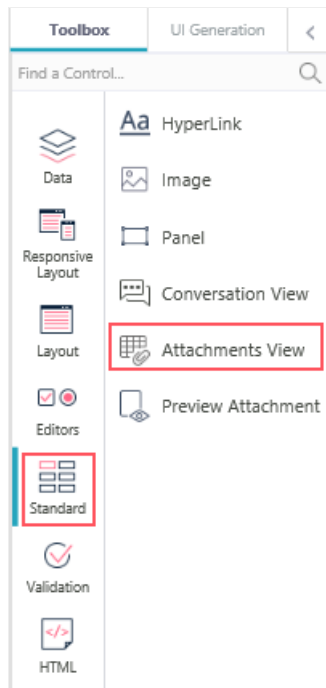 Toolbox
UI Generation
Find a Control...
Data
Responsive
Layout
Layout
Editors
Standard
Validation
</>
HTML
Aa HyperLink
Image
Panel
Conversation View
Attachments View
Preview Attachment